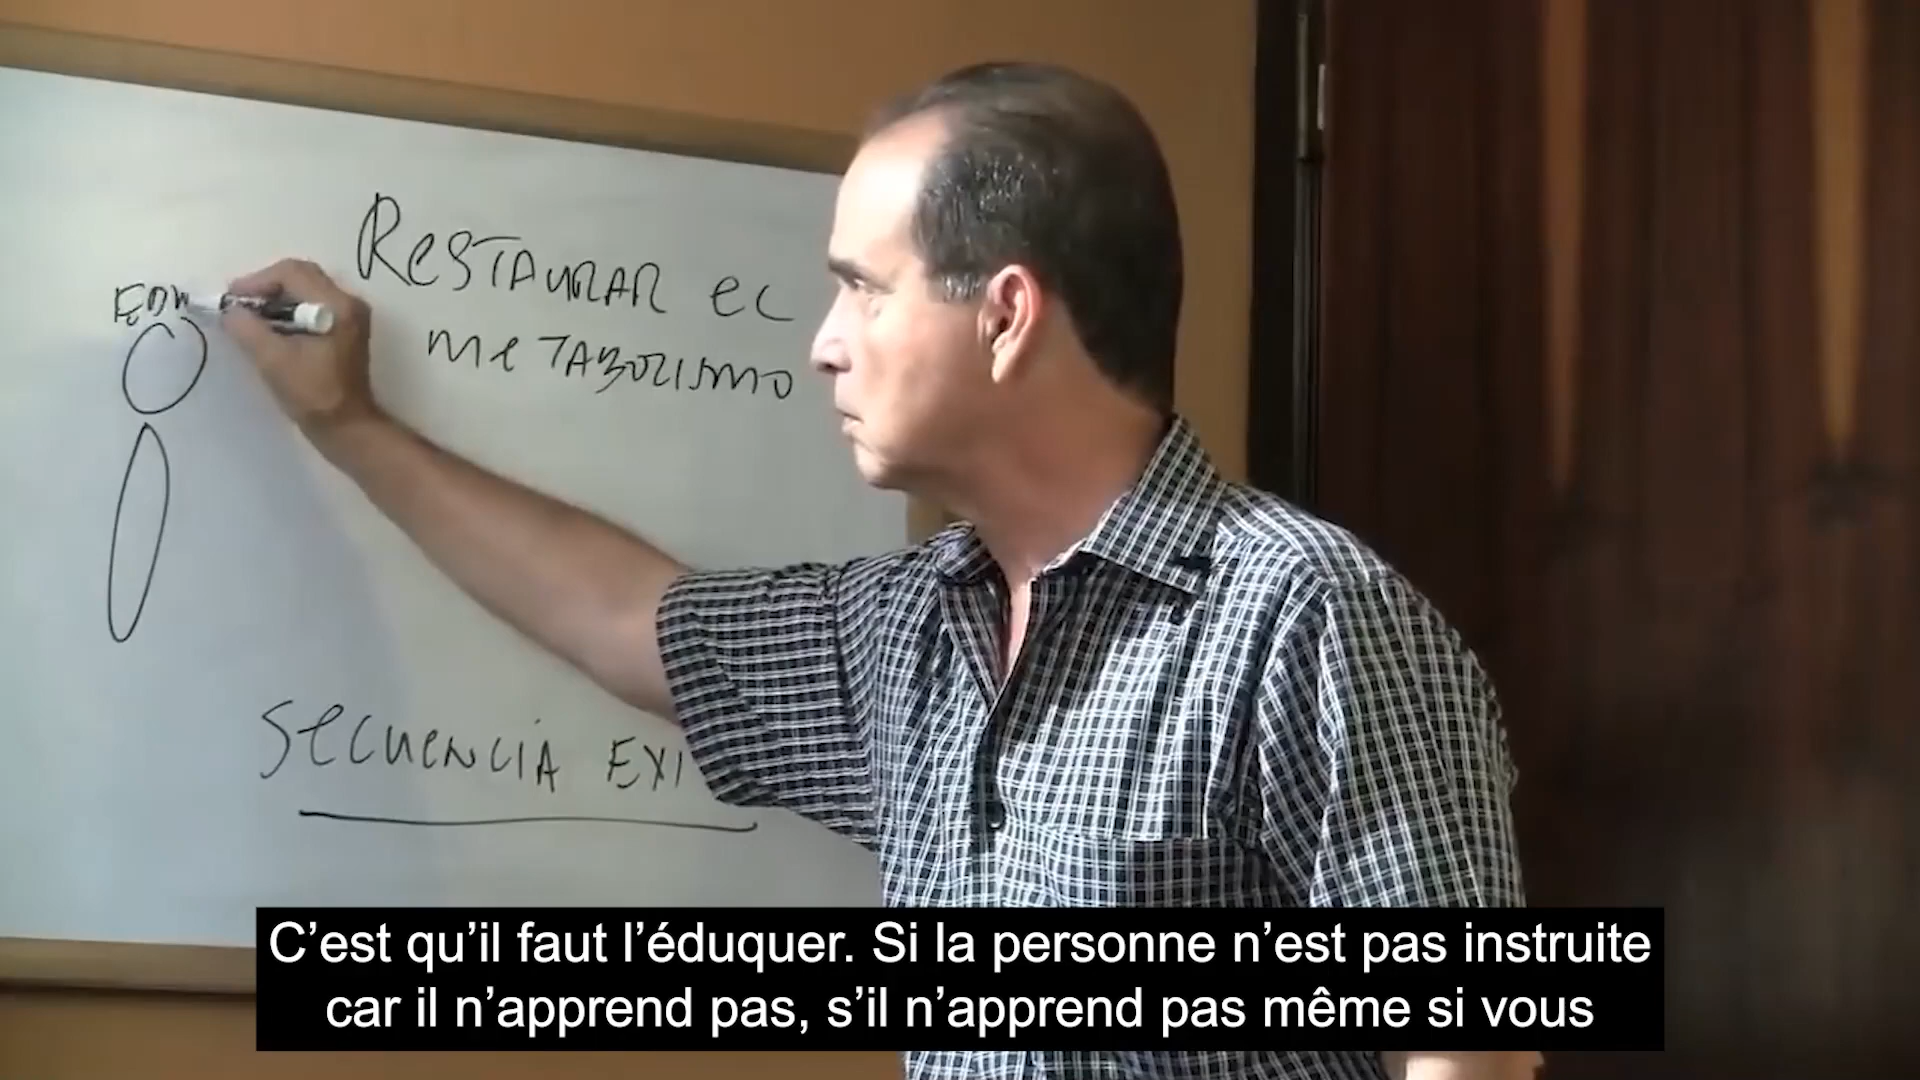 RESTAURAR EL
METABOLISMO
EDU
SECUENCIA EXI
C’est qu’il faut l’éduquer. Si la personne n’est pas instruite
car il n’apprend pas, s’il n’apprend pas même si vous